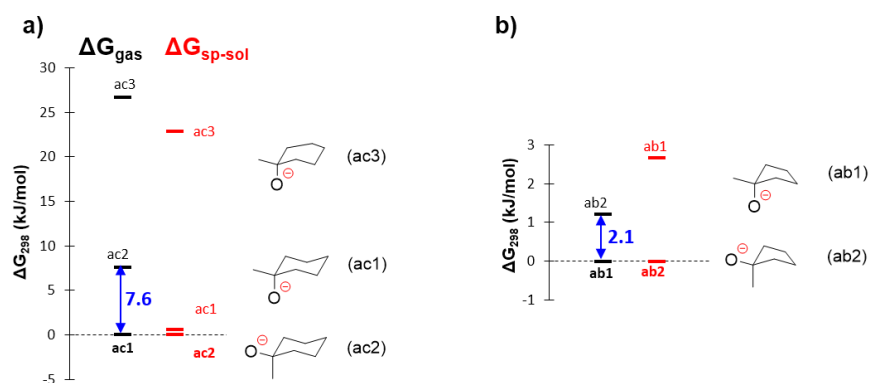 a)
ΔGgas ΔGsp-sol
ΔG298 (kJ/mol)
30
25
20
15
10
5
0
-5
ac3
ac3
ac2
7.6
ac1
ac1
ac2
O ⊖ (ac3)
O ⊖ (ac1)
O ⊖ (ac2)
b)
ΔG298 (kJ/mol)
3
2
1
0
-1
ab1
ab2
2.1
ab1
ab2
O ⊖ (ab1)
O ⊖ (ab2)